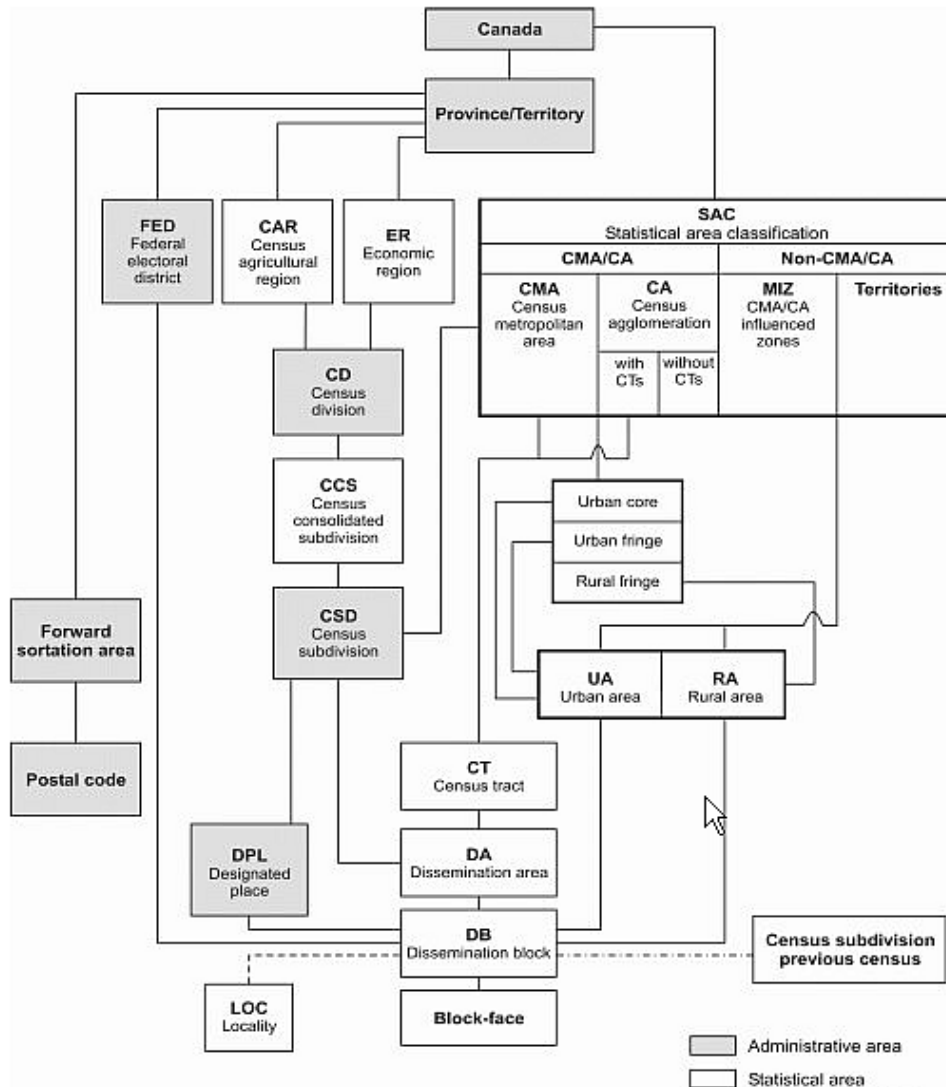 Canada
Province/Territory
FED
Federal
electoral
district
CAR
Census
agricultural
region
ER
Economic
region
SAC
Statistical area classification
CMA/CA
Non-CMA/CA
CMA
Census
metropolitan
area
CA
Census
agglomeration
with
CTs
without
CTs
MIZ
CMA/CA
influenced
zones
Territories
CD
Census
division
CCS
Census
consolidated
subdivision
CSD
Census
subdivision
Urban core
Urban fringe
Rural fringe
Forward
sortation area
Postal code
UA
Urban area
RA
Rural area
CT
Census tract
DPL
Designated
place
DA
Dissemination area
DB
Dissemination block
Census subdivision
previous census
LOC
Locality
Block-face
Administrative area
Statistical area